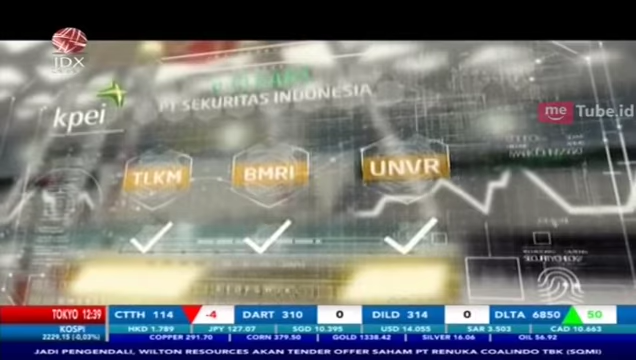 IDX
kpei
PT SEKURITAS INDONESIA
me Tube.id
TLKM BMRI UNVR
TOKYO 12:39 CTTH 114 -4 DART 310 0 DILD 314 0 DLTA 6850 50
KOSPI HKD 1.789 JPY 127.07 SGD 10.395 USD 14.055 SAR 3.503 CAD 10.663
2229,15 (-0,03%) COPPER 291.70 CORN 379.50 GOLD 1338.42 SILVER 16.06 OIL 56.92
JADI PENGENDALI, WILTON RESOURCES AKAN TENDER OFFER SAHAM PT RENUKA COALINDO TBK (SQMI)